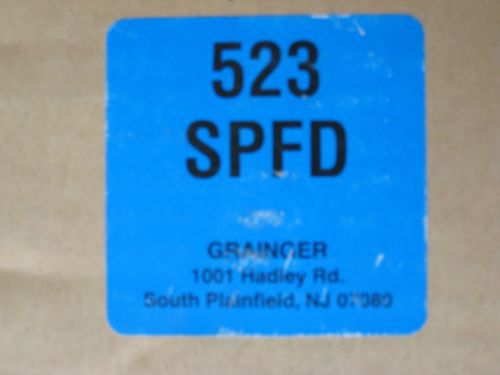 523
SPFD
GRAINGER
1001 Hadley Rd.
South Plainfield, NJ 07080